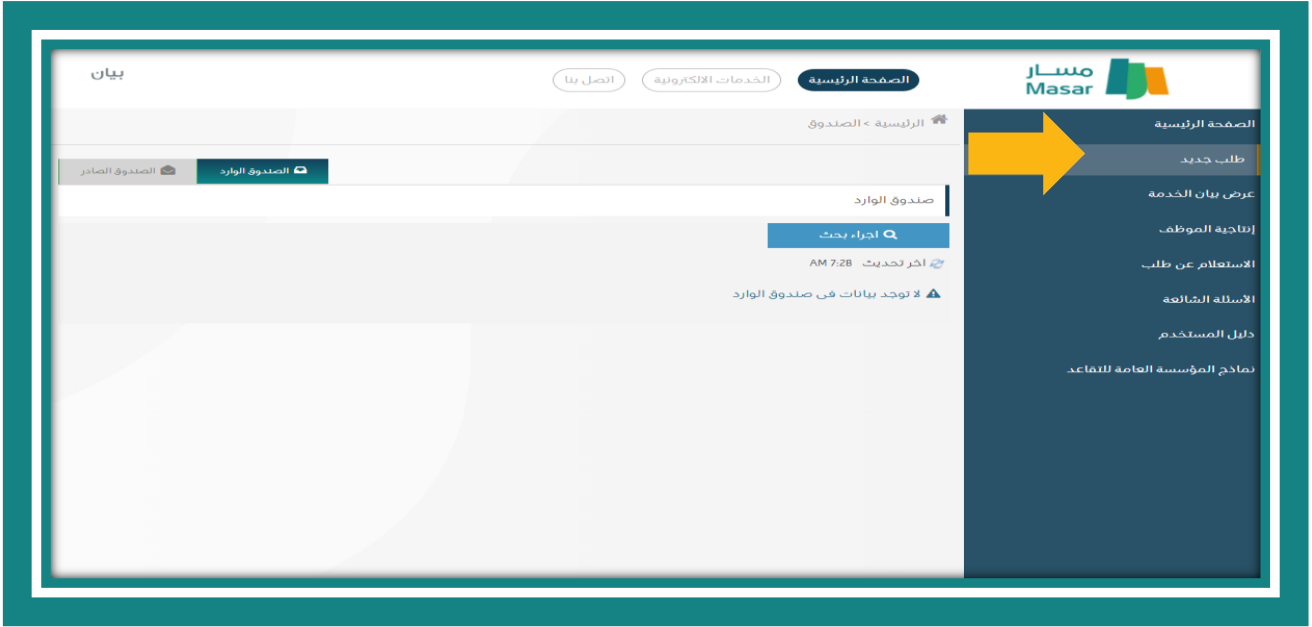 مسـار
Masar
الصفحة الرئيسية
الخدمات الالكترونية
اتصل بنا
بيان
الصفحة الرئيسية
طلب جديد
عرض بيان الخدمة
إنتاجية الموظف
الاستعلام عن طلب
الأسئلة الشائعة
دليل المستخدم
نماذج المؤسسة العامة للتقاعد
الرئيسية > الصندوق
الصندوق الوارد
الصندوق الصادر
صندوق الوارد
اجراء بحث
أخر تحديث 7:28 AM
لا توجد بيانات فى صندوق الوارد